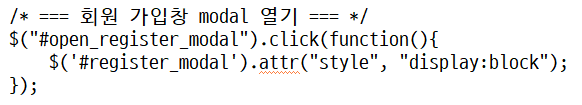 /* === 회원 가입창 modal 열기 === */
$("#open_register_modal").click(function(){
    $('#register_modal').attr("style", "display:block");
});